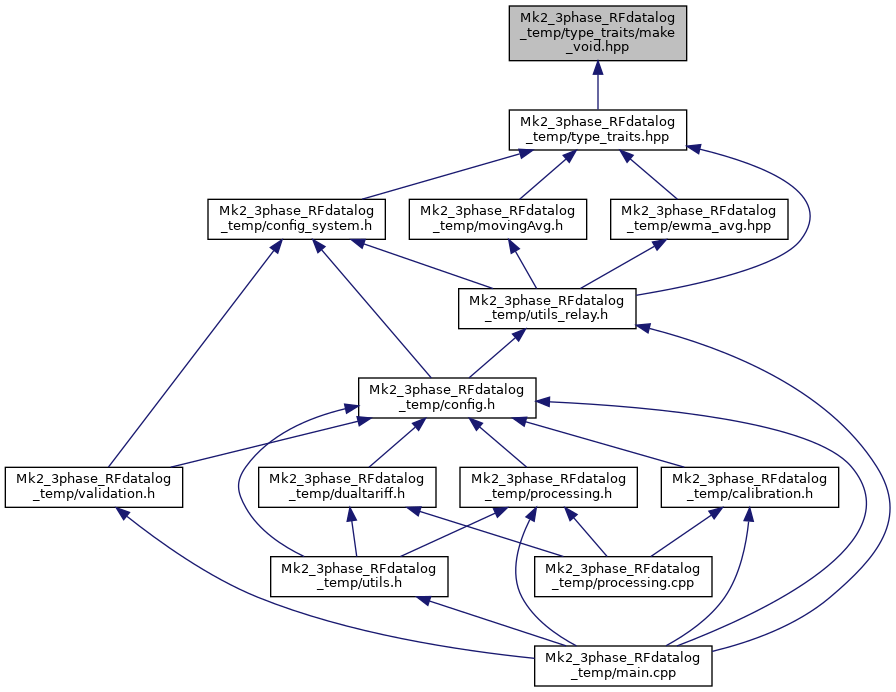 Mk2_3phase_RFdatalog
_temp/type_traits/make
_void.hpp
Mk2_3phase_RFdatalog
_temp/type_traits.hpp
Mk2_3phase_RFdatalog
_temp/config_system.h
Mk2_3phase_RFdatalog
_temp/movingAvg.h
Mk2_3phase_RFdatalog
_temp/ewma_avg.hpp
Mk2_3phase_RFdatalog
_temp/utils_relay.h
Mk2_3phase_RFdatalog
_temp/config.h
Mk2_3phase_RFdatalog
_temp/validation.h
Mk2_3phase_RFdatalog
_temp/dualtariff.h
Mk2_3phase_RFdatalog
_temp/processing.h
Mk2_3phase_RFdatalog
_temp/calibration.h
Mk2_3phase_RFdatalog
_temp/utils.h
Mk2_3phase_RFdatalog
_temp/processing.cpp
Mk2_3phase_RFdatalog
_temp/main.cpp